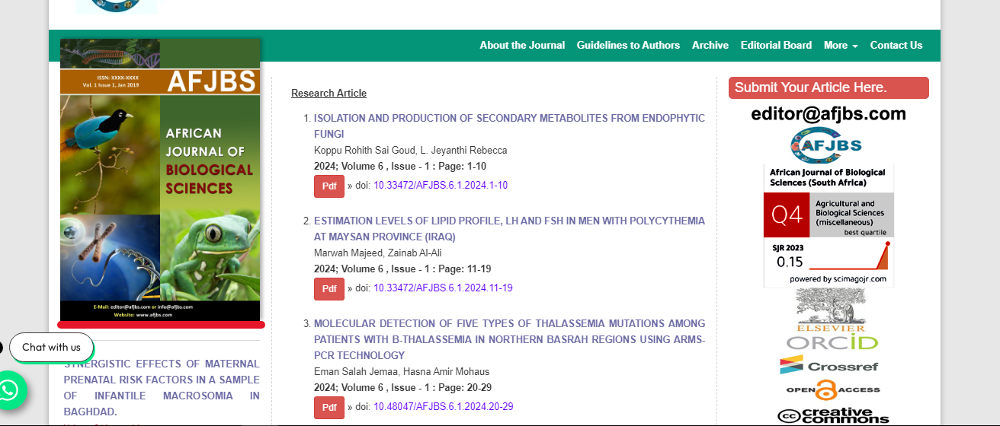 About the Journal Guidelines to Authors Archive Editorial Board More Contact Us
ISSN: XXXX-XXXX
Vol. 1 Issue 1, Jan 2019
AFJBS
AFRICAN
JOURNAL OF
BIOLOGICAL
SCIENCES
E-Mail: editor@afjbs.com or info@afjbs.com
Website: www.afjbs.com
Chat with us
SYNERGISTIC EFFECTS OF MATERNAL
PRENATAL RISK FACTORS IN A SAMPLE
OF INFANTILE MACROSOMIA IN
BAGHDAD.
Research Article
1. ISOLATION AND PRODUCTION OF SECONDARY METABOLITES FROM ENDOPHYTIC
FUNGI
Koppu Rohith Sai Goud, L. Jeyanthi Rebecca
2024; Volume 6 , Issue - 1 : Page: 1-10
Pdf » doi: 10.33472/AFJBS.6.1.2024.1-10
2. ESTIMATION LEVELS OF LIPID PROFILE, LH AND FSH IN MEN WITH POLYCYTHEMIA
AT MAYSAN PROVINCE (IRAQ)
Marwah Majeed, Zainab Al-Ali
2024; Volume 6 , Issue - 1 : Page: 11-19
Pdf » doi: 10.33472/AFJBS.6.1.2024.11-19
3. MOLECULAR DETECTION OF FIVE TYPES OF THALASSEMIA MUTATIONS AMONG
PATIENTS WITH B-THALASSEMIA IN NORTHERN BASRAH REGIONS USING ARMS-
PCR TECHNOLOGY
Eman Salah Jemaa, Hasna Amir Mohaus
2024; Volume 6 , Issue - 1 : Page: 20-29
Pdf » doi: 10.48047/AFJBS.6.1.2024.20-29
Submit Your Article Here.
editor@afjbs.com
AFJBS
African Journal of Biological
Sciences (South Africa)
Q4
Agricultural and
Biological Sciences
(miscellaneous)
best quartile
SJR 2023
0.15
powered by scimagojr.com
ELSEVIER
ORCID
Crossref
OPEN ACCESS
cc creative
commons